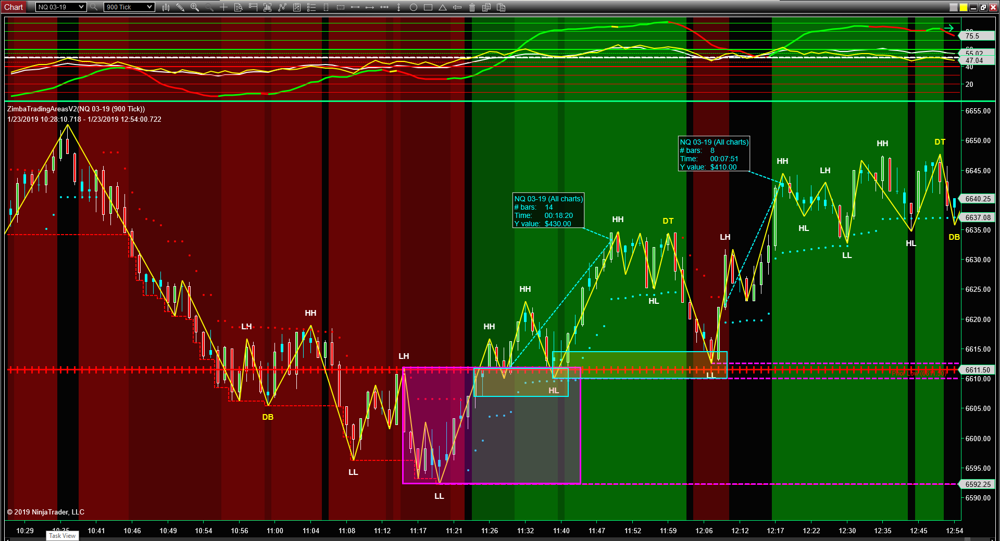 Chart NQ 03-19 900 Tick
75.5
60
55.02
47.04
40
20
ZimbaTradingAreasV2(NQ 03-19 (900 Tick))
1/23/2019 10:28:10.718 - 1/23/2019 12:54:00.722
NQ 03-19 (All charts)
# bars: 8
Time: 00:07:51
Y value: $410.00
NQ 03-19 (All charts)
# bars: 14
Time: 00:18:20
Y value: $430.00
LH
DB
HH
LL
LH
LL
HH
HH
HL
HH
HL
DT
LL
LH
HH
HL
LH
LL
HH
HL
DT
DB
Pilot Low (6611.50)
6655.00
6650.00
6645.00
6640.25
6637.08
6635.00
6630.00
6625.00
6620.00
6615.00
6611.50
6610.00
6605.00
6600.00
6595.00
6592.25
6590.00
© 2019 NinjaTrader, LLC
10:29 10:35 10:41 10:46 10:49 10:54 10:56 11:00 11:04 11:08 11:12 11:17 11:21 11:26 11:32 11:40 11:47 11:52 11:59 12:06 12:12 12:17 12:22 12:30 12:35 12:45 12:54
Task View